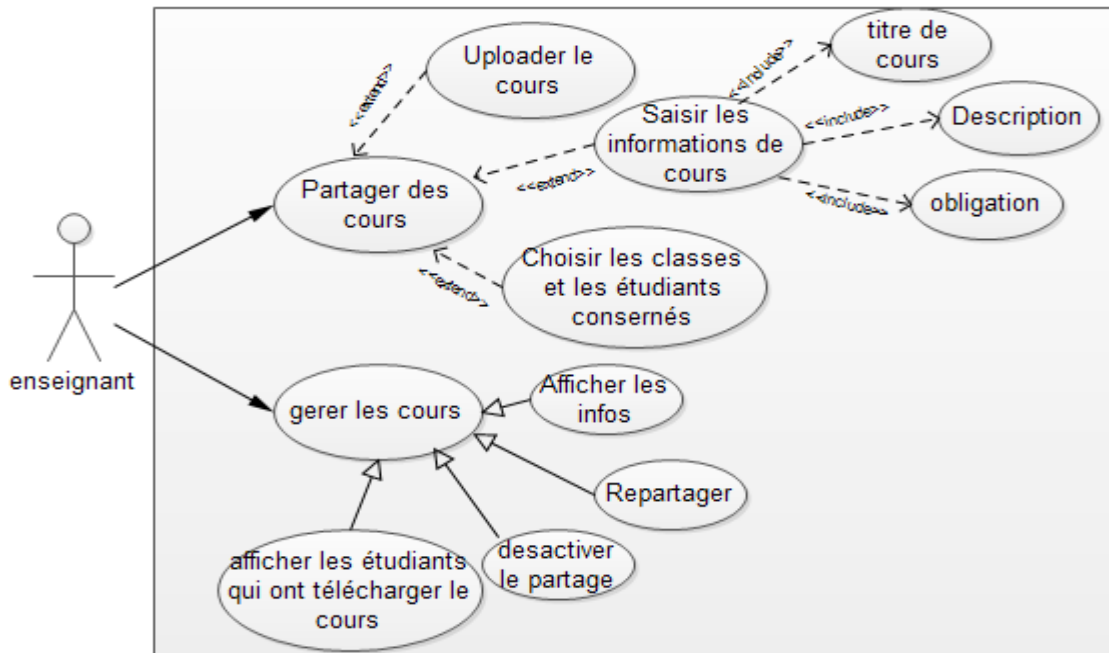 Uploader le
cours
<<extend>>
titre de
cours
<<include>>
Saisir les
informations de
cours
<<include>>
Description
<<extend>>
<<include>>
obligation
Partager des
cours
<<extend>>
Choisir les classes
et les étudiants
consernés
enseignant
gerer les cours
Afficher les
infos
Repartager
desactiver
le partage
afficher les étudiants
qui ont télécharger le
cours